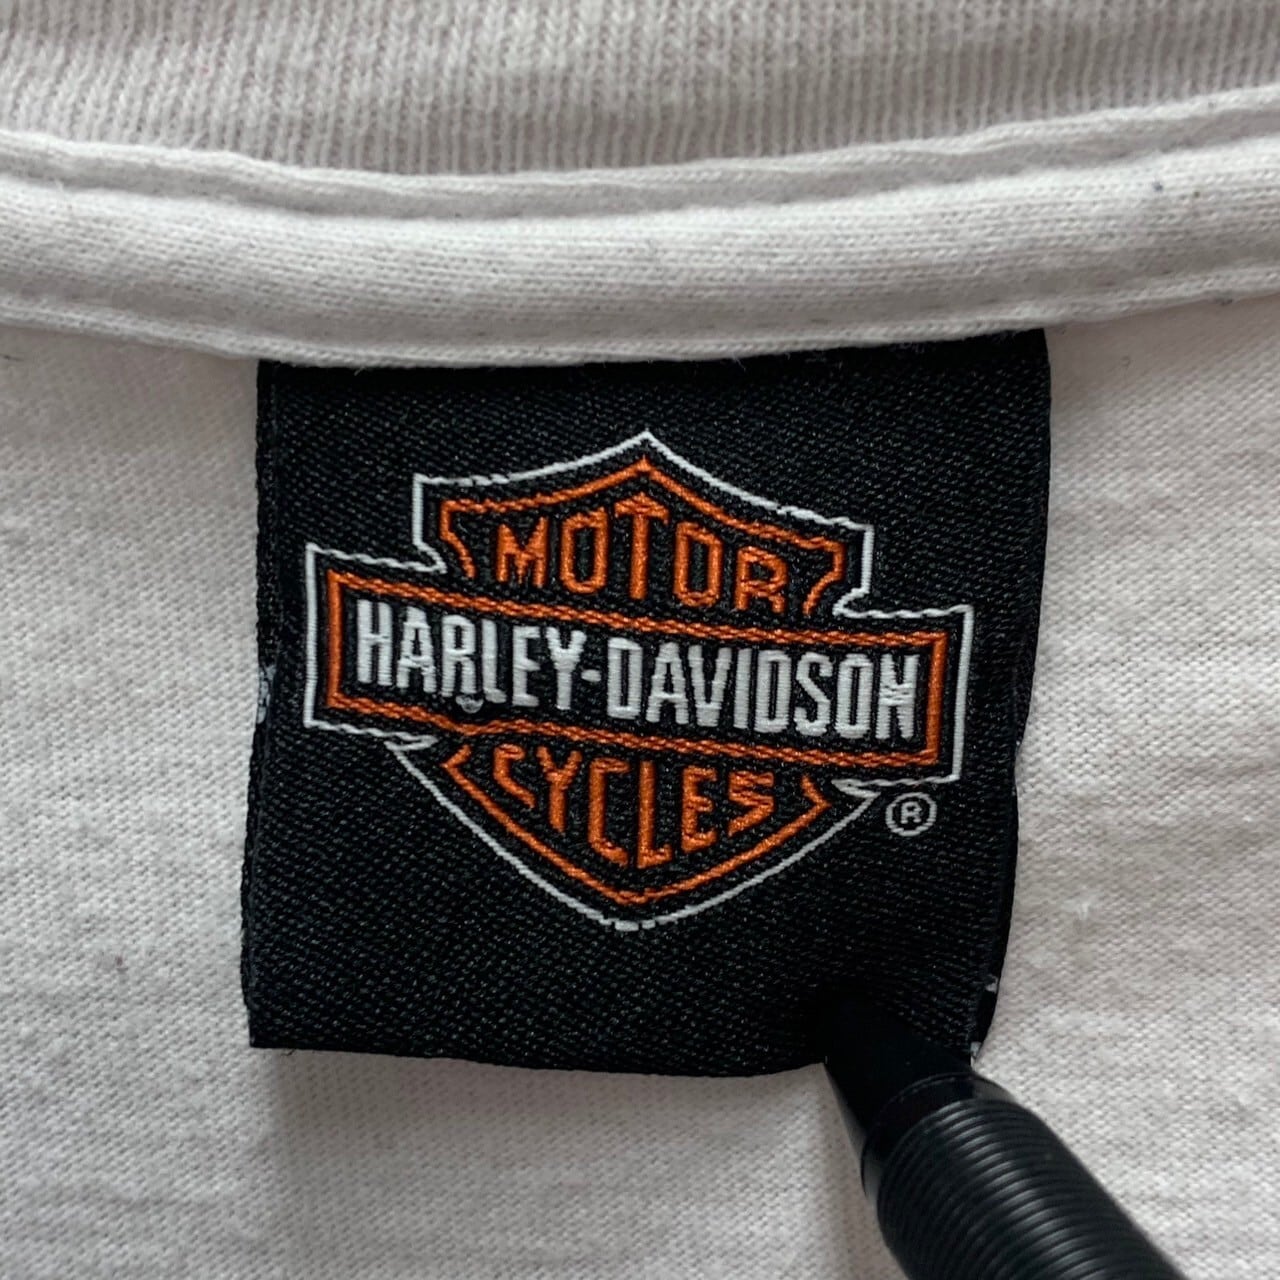 MOTOR
HARLEY-DAVIDSON
CYCLES
®